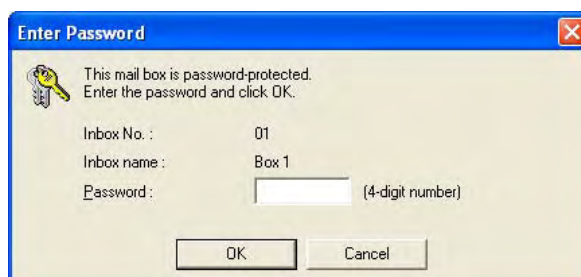 Enter Password
This mail box is password-protected.
Enter the password and click OK.
Inbox No. : 01
Inbox name : Box 1
Password : (4-digit number)
OK Cancel